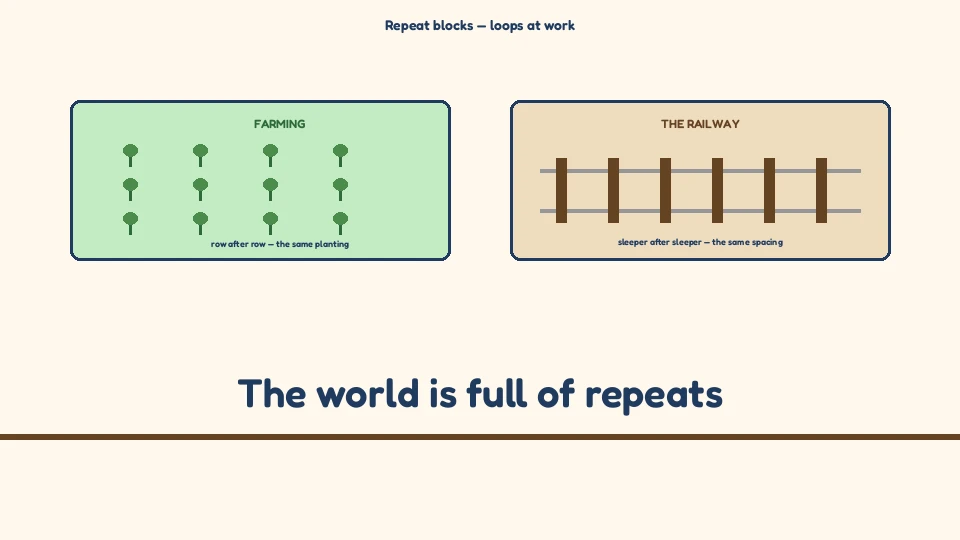 Repeat blocks — loops at work
FARMING
row after row — the same planting
THE RAILWAY
sleeper after sleeper — the same spacing
The world is full of repeats